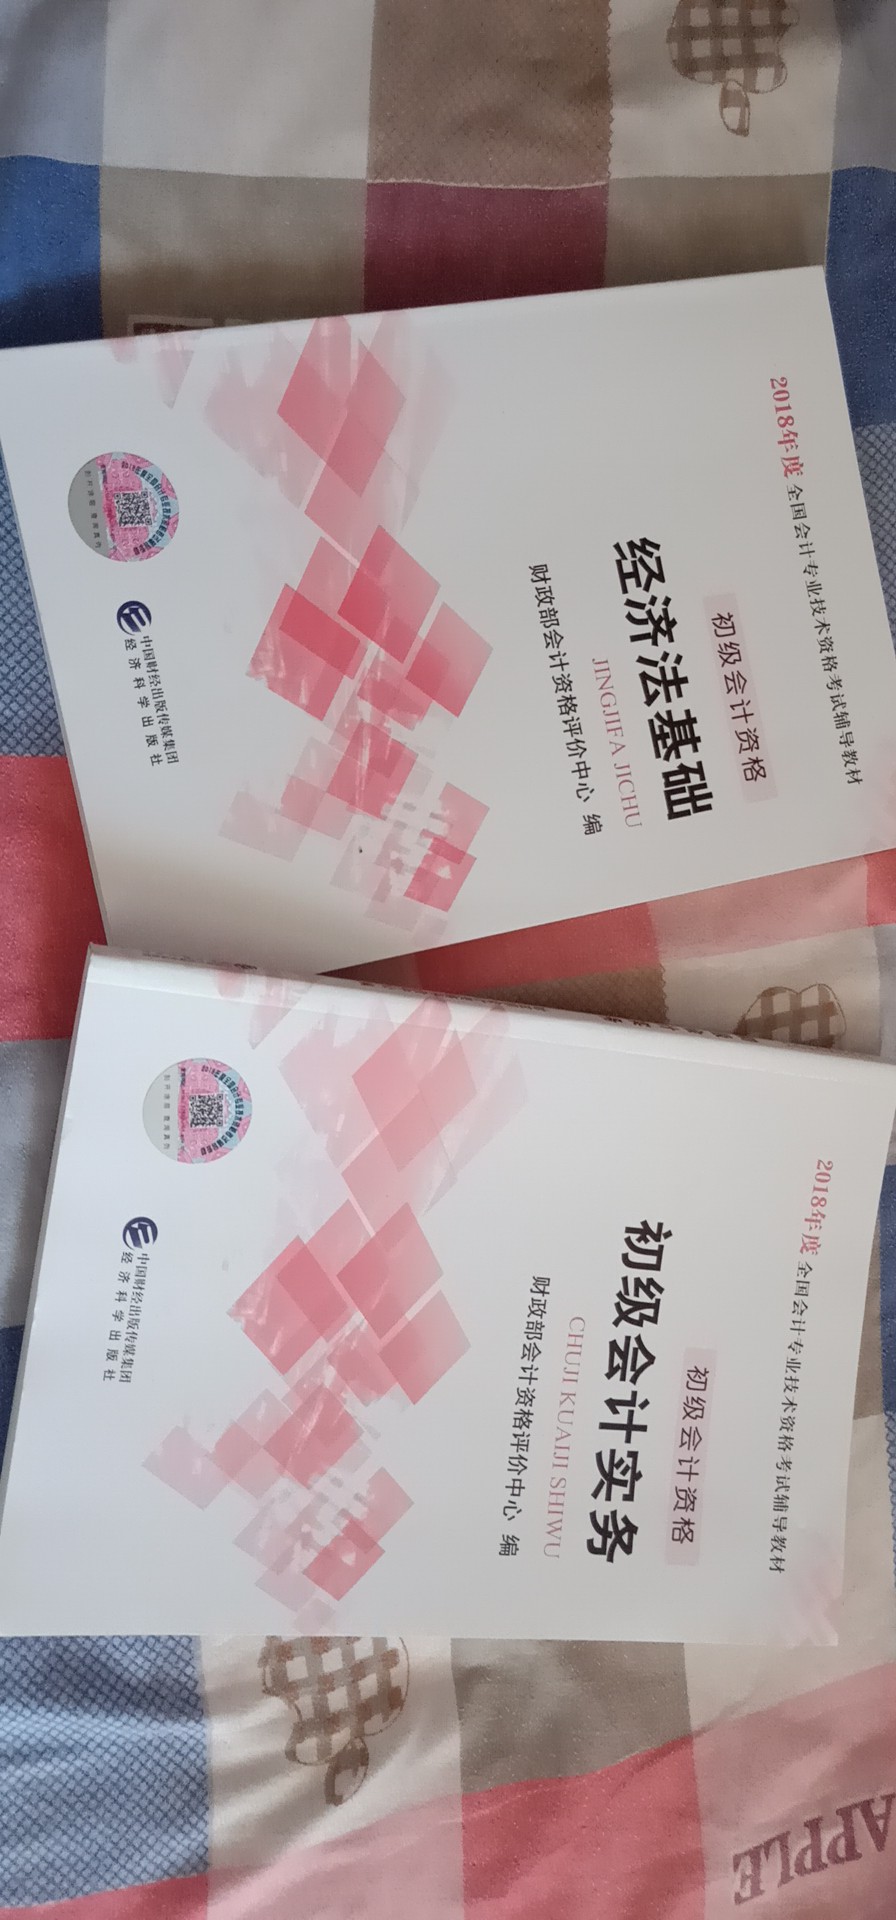 2018年度 全国会计专业技术资格考试辅导教材
初级会计资格
经济法基础
JINGJIFA JICHU
财政部会计资格评价中心 编
中国财经出版传媒集团
经济科学出版社
2018年度 全国会计专业技术资格考试辅导教材
初级会计资格
初级会计实务
CHUJI KUAIJI SHIWU
财政部会计资格评价中心 编
中国财经出版传媒集团
经济科学出版社
APPLE